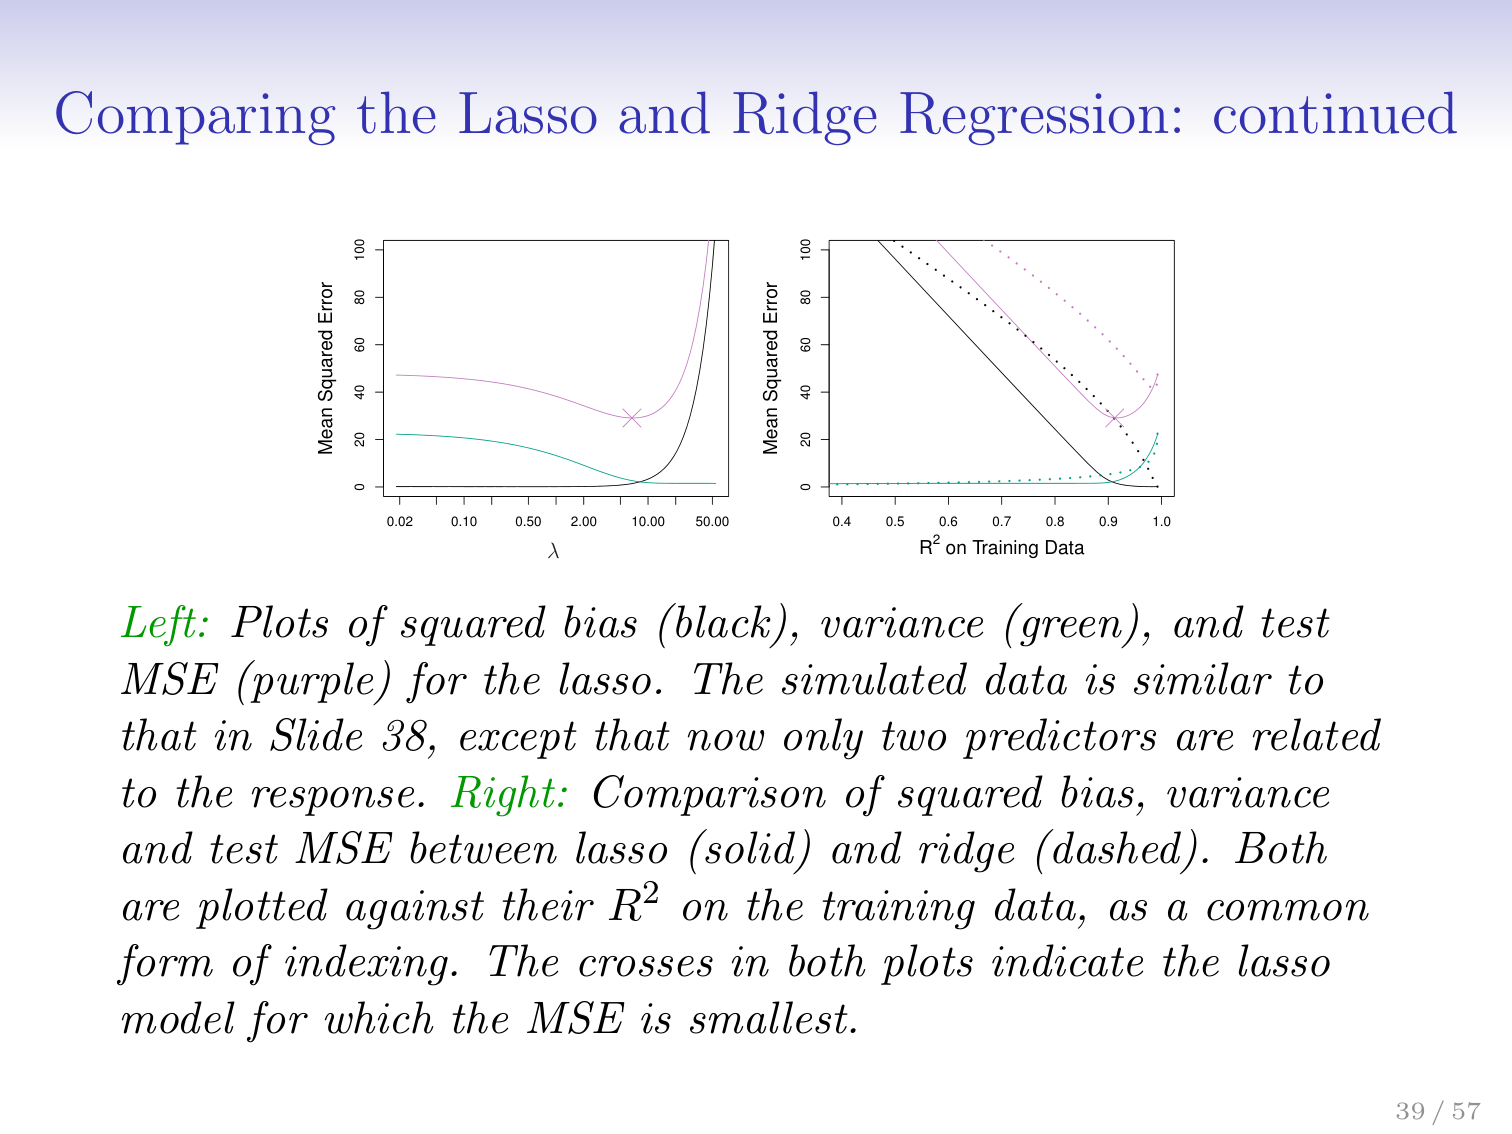 Comparing the Lasso and Ridge Regression: continued
0 20 40 60 80 100
Mean Squared Error
0.02 0.10 0.50 2.00 10.00 50.00
λ
0 20 40 60 80 100
Mean Squared Error
0.4 0.5 0.6 0.7 0.8 0.9 1.0
R² on Training Data
Left: Plots of squared bias (black), variance (green), and test
MSE (purple) for the lasso. The simulated data is similar to
that in Slide 38, except that now only two predictors are related
to the response. Right: Comparison of squared bias, variance
and test MSE between lasso (solid) and ridge (dashed). Both
are plotted against their R² on the training data, as a common
form of indexing. The crosses in both plots indicate the lasso
model for which the MSE is smallest.
39 / 57